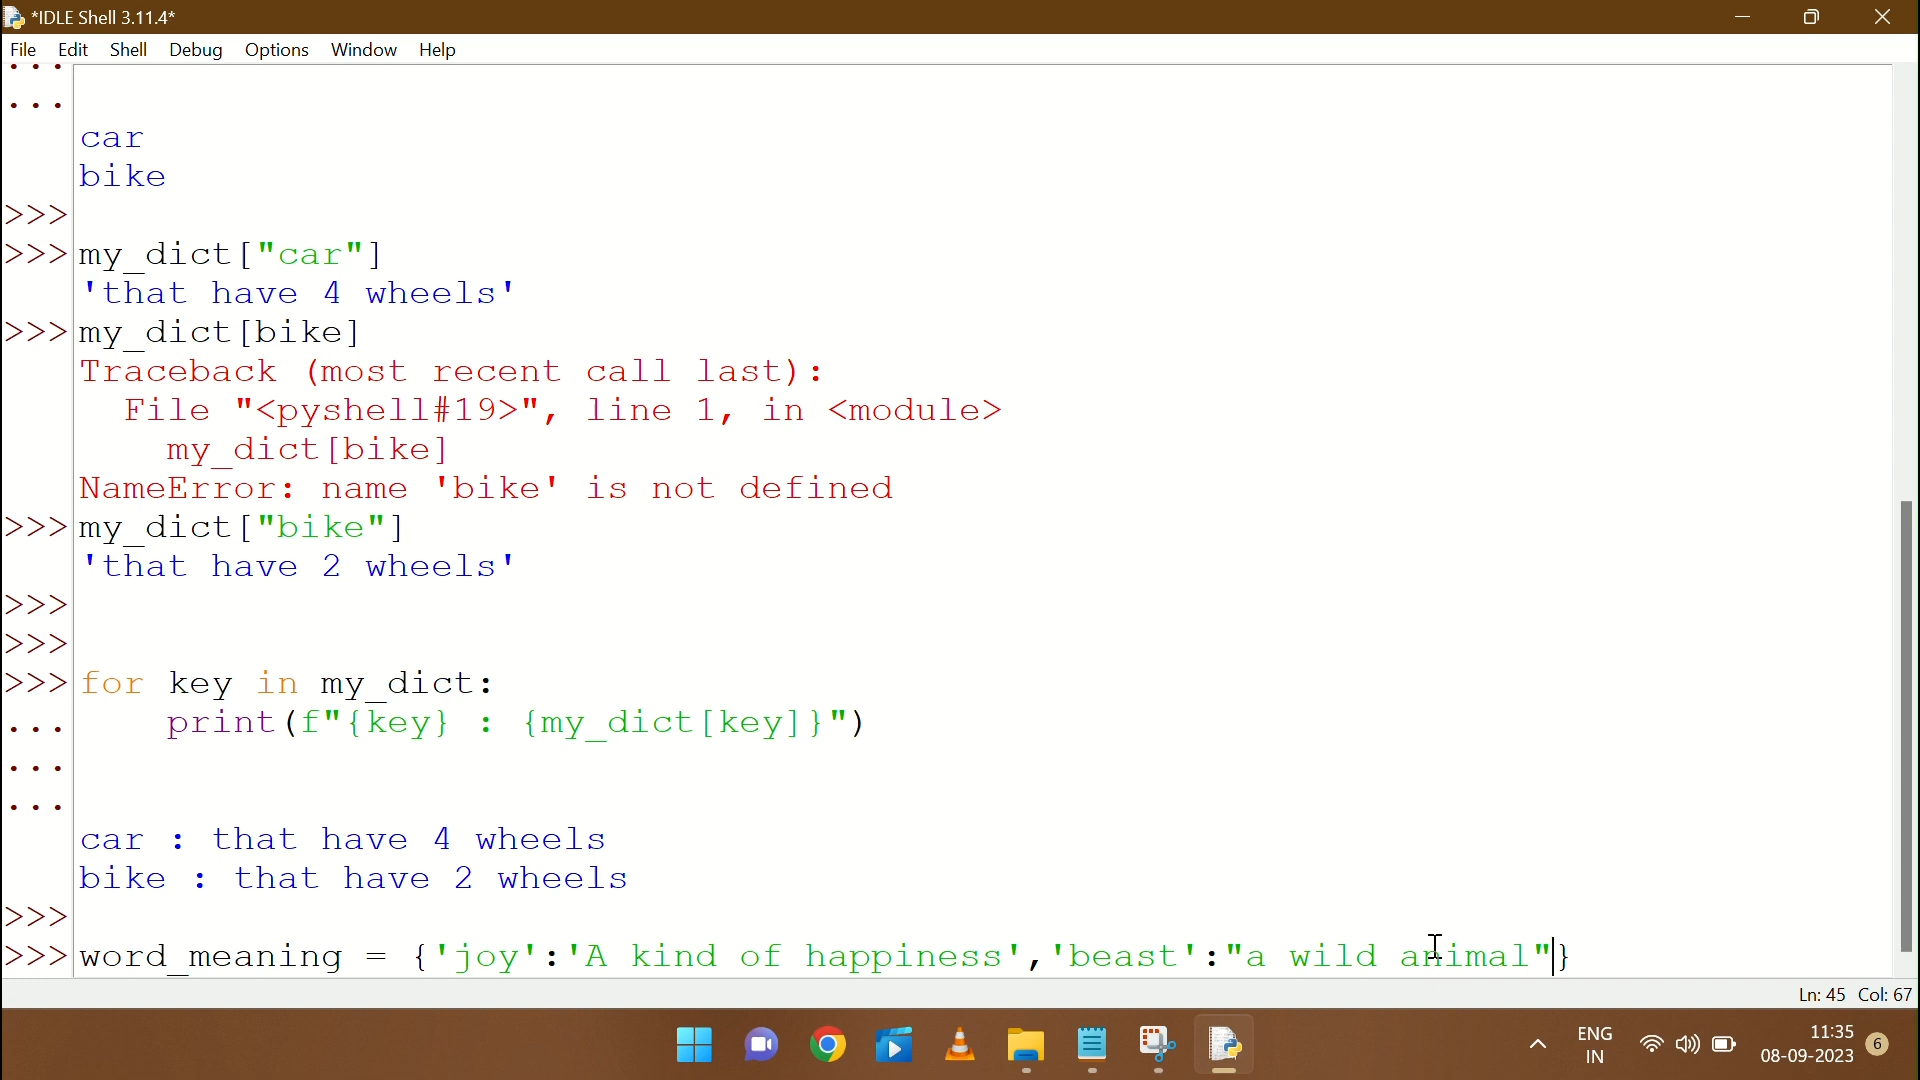 *IDLE Shell 3.11.4*
File Edit Shell Debug Options Window Help
...
...
car
bike
>>>
>>> my_dict["car"]
'that have 4 wheels'
>>> my_dict[bike]
Traceback (most recent call last):
File "<pyshell#19>", line 1, in <module>
my_dict[bike]
NameError: name 'bike' is not defined
>>> my_dict["bike"]
'that have 2 wheels'
>>>
>>>
>>> for key in my_dict:
... print(f"{key} : {my_dict[key]}")
...
...
car : that have 4 wheels
bike : that have 2 wheels
>>>
>>> word_meaning = {'joy':'A kind of happiness','beast':"a wild animal"}
Ln: 45 Col: 67
ENG 11:35
IN 08-09-2023 6